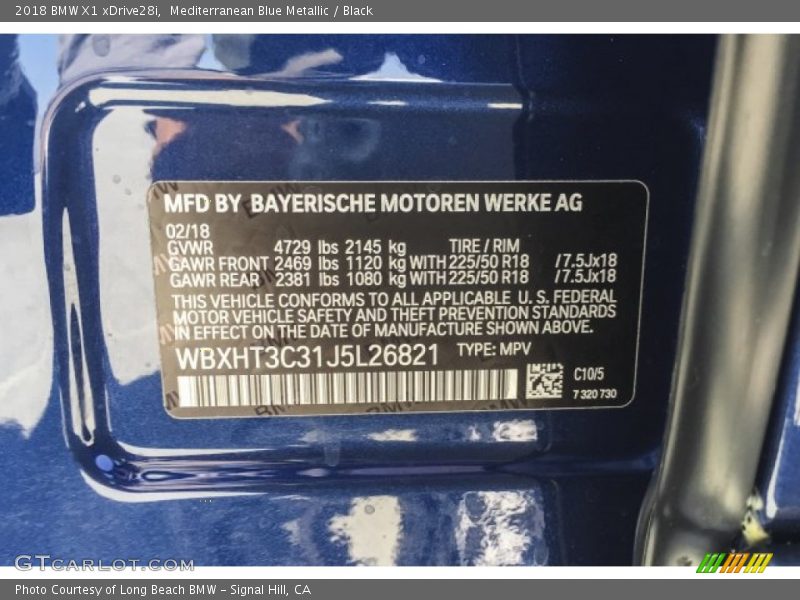 2018 BMW X1 xDrive28i, Mediterranean Blue Metallic / Black
MFD BY BAYERISCHE MOTOREN WERKE AG
02/18
GVWR 4729 lbs 2145 kg TIRE / RIM
GAWR FRONT 2469 lbs 1120 kg WITH 225/50 R18 /7.5Jx18
GAWR REAR 2381 lbs 1080 kg WITH 225/50 R18 /7.5Jx18
THIS VEHICLE CONFORMS TO ALL APPLICABLE U.S. FEDERAL
MOTOR VEHICLE SAFETY AND THEFT PREVENTION STANDARDS
IN EFFECT ON THE DATE OF MANUFACTURE SHOWN ABOVE.
WBXHT3C31J5L26821 TYPE: MPV
C10/5
7 320 730
GTCARLOT.COM
Photo Courtesy of Long Beach BMW - Signal Hill, CA